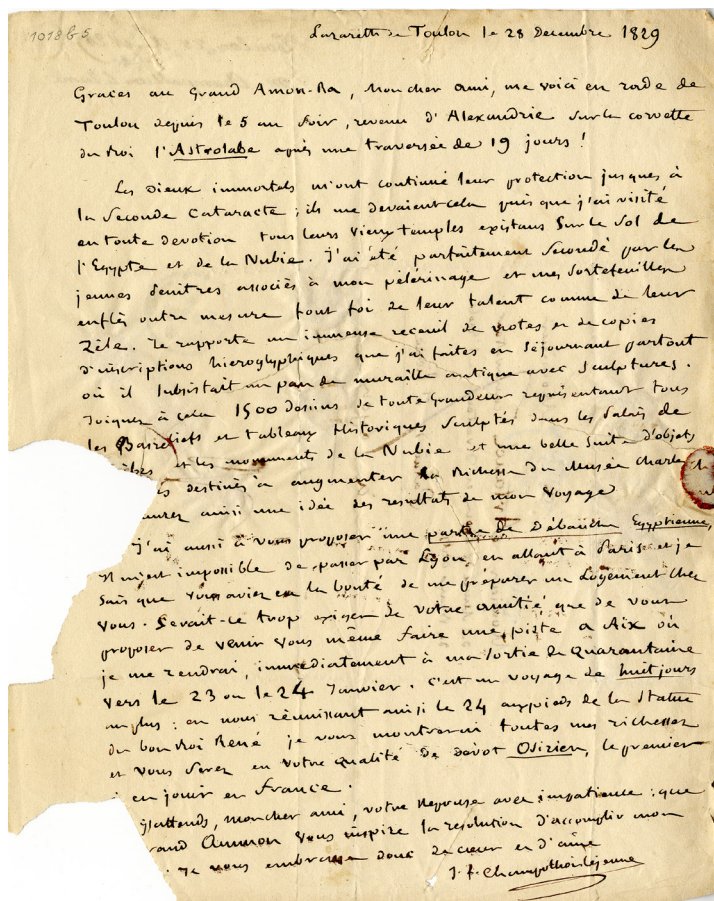 1018 G 5
Lazareth de Toulon le 28 Decembre 1829
Graces au Grand Amon-Ra, Mon cher ami, me voici en rade de
Toulon depuis le 5 au soir, revenu d'Alexandrie sur la corvette
du Roi l'Astrolabe après une traversée de 19 jours !
Les Dieux immortels m'ont continué leur protection jusques à
la Seconde Cataracte ; ils me devaient cela puis que j'ai visité
en toute devotion tous leurs vieux temples existans sur le sol de
l'Egypte et de la Nubie. J'ai été parfaitement secondé par les
jeunes peintres associés à mon pélérinage et mes portefeuilles
enflés outre mesure font foi de leur talent comme de leur
Zèle. Je rapporte un immense recueil de notes et de copies
d'inscriptions hieroglyphiques que j'ai faites en séjournant partout
où il subsistait un pan de muraille antique avec sculptures.
Joignez à cela 1500 dessins de toute grandeur représentant tous
les Basreliefs et tableaux Historiques sculptés dans les Palais de
et les monuments de la Nubie et une belle suite d'objets
destinés à augmenter la Richesse du Musée Charles
aurez ainsi une idée des resultats de mon voyage
J'ai aussi à vous proposer une partie de Débauche Egyptienne,
Il m'est impossible de passer par Lyon, en allant à Paris et je
sais que vous aviez eu la bonté de me préparer un Logement chez
vous. Serait-ce trop exiger de votre amitié que de vous
proposer de venir vous même faire une piste a Aix où
je me rendrai, immédiatement à ma sortie de Quarantaine
vers le 23 ou le 24 Janvier. C'est un voyage de huit jours
au plus : en nous réunissant ainsi le 24 aux pieds de la statue
du bon Roi René je vous montrerai toutes mes richesses
et vous serez en votre qualité de dévot Osirien, le premier
en jouir en France.
J'attends, mon cher ami, votre Réponse avec impatience : que
Grand Ammon vous inspire la résolution d'accomplir mon
Je vous embrasse donc de cœur et d'âme
J. F. Champollion le jeune